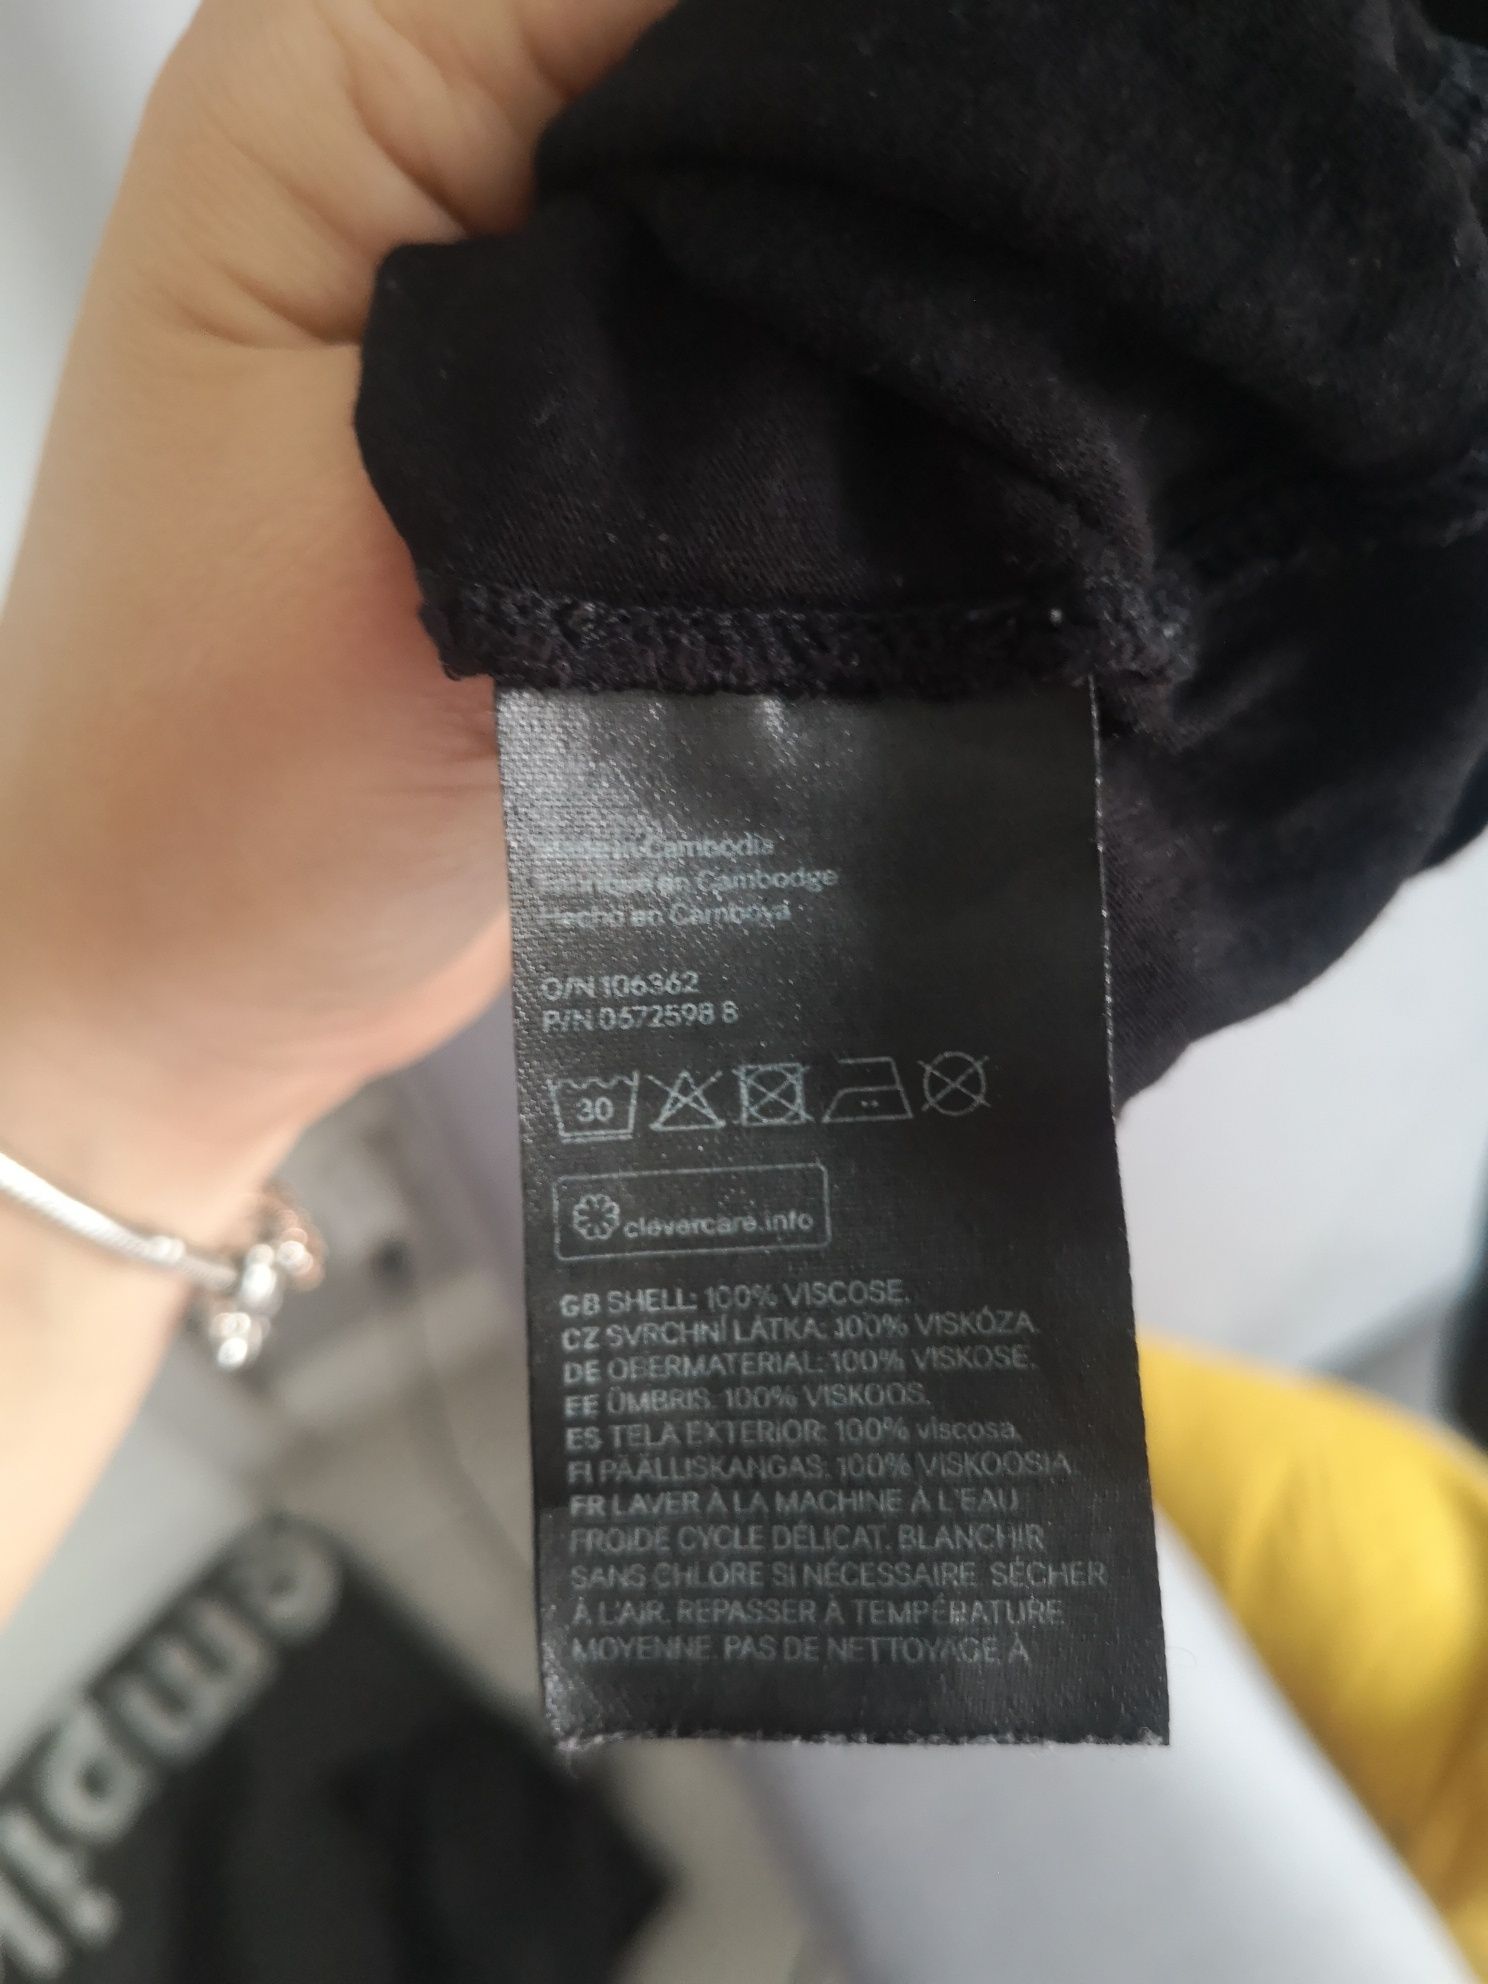 Made in Cambodia
Fabriqué en Cambodge
Hecho en Camboya
O/N 106362
P/N 0672598 8
30
clevercare.info
GB SHELL: 100% VISCOSE.
CZ SVRCHNÍ LÁTKA: 100% VISKÓZA.
DE OBERMATERIAL: 100% VISKOSE.
EE ÜMBRIS: 100% VISKOOS.
ES TELA EXTERIOR: 100% viscosa.
FI PÄÄLLISKANGAS: 100% VISKOOSIA.
FR LAVER À LA MACHINE À L'EAU
FROIDE CYCLE DÉLICAT. BLANCHIR
SANS CHLORE SI NÉCESSAIRE. SÉCHER
À L'AIR. REPASSER À TEMPÉRATURE
MOYENNE. PAS DE NETTOYAGE À